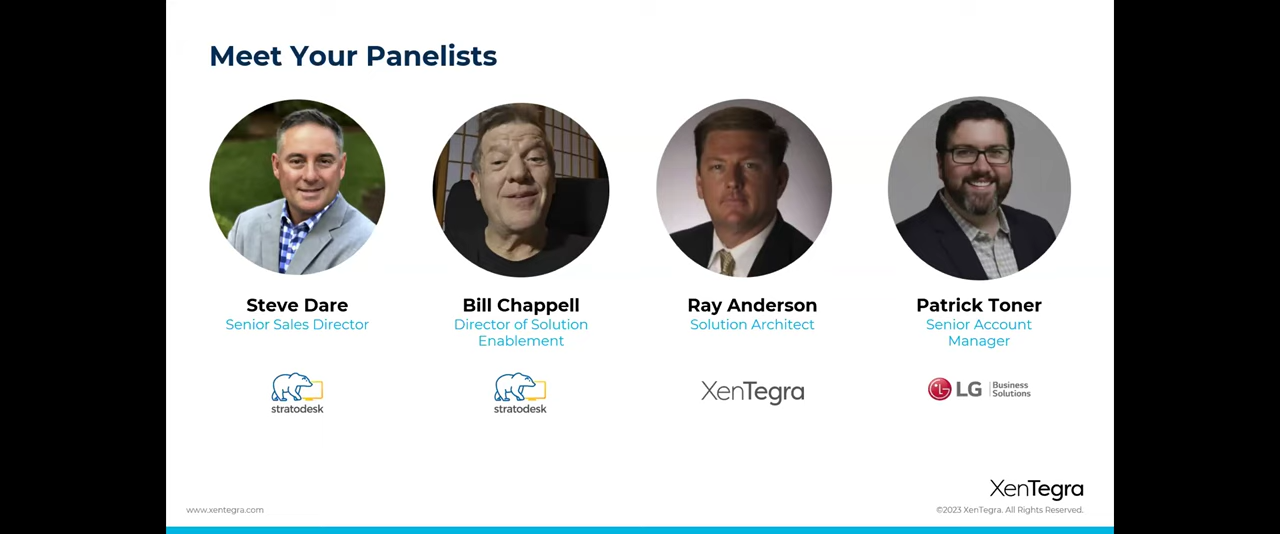 Meet Your Panelists
Steve Dare
Senior Sales Director
stratodesk
Bill Chappell
Director of Solution
Enablement
stratodesk
Ray Anderson
Solution Architect
XenTegra
Patrick Toner
Senior Account
Manager
LG Business
Solutions
XenTegra
www.xentegra.com
©2023 XenTegra. All Rights Reserved.